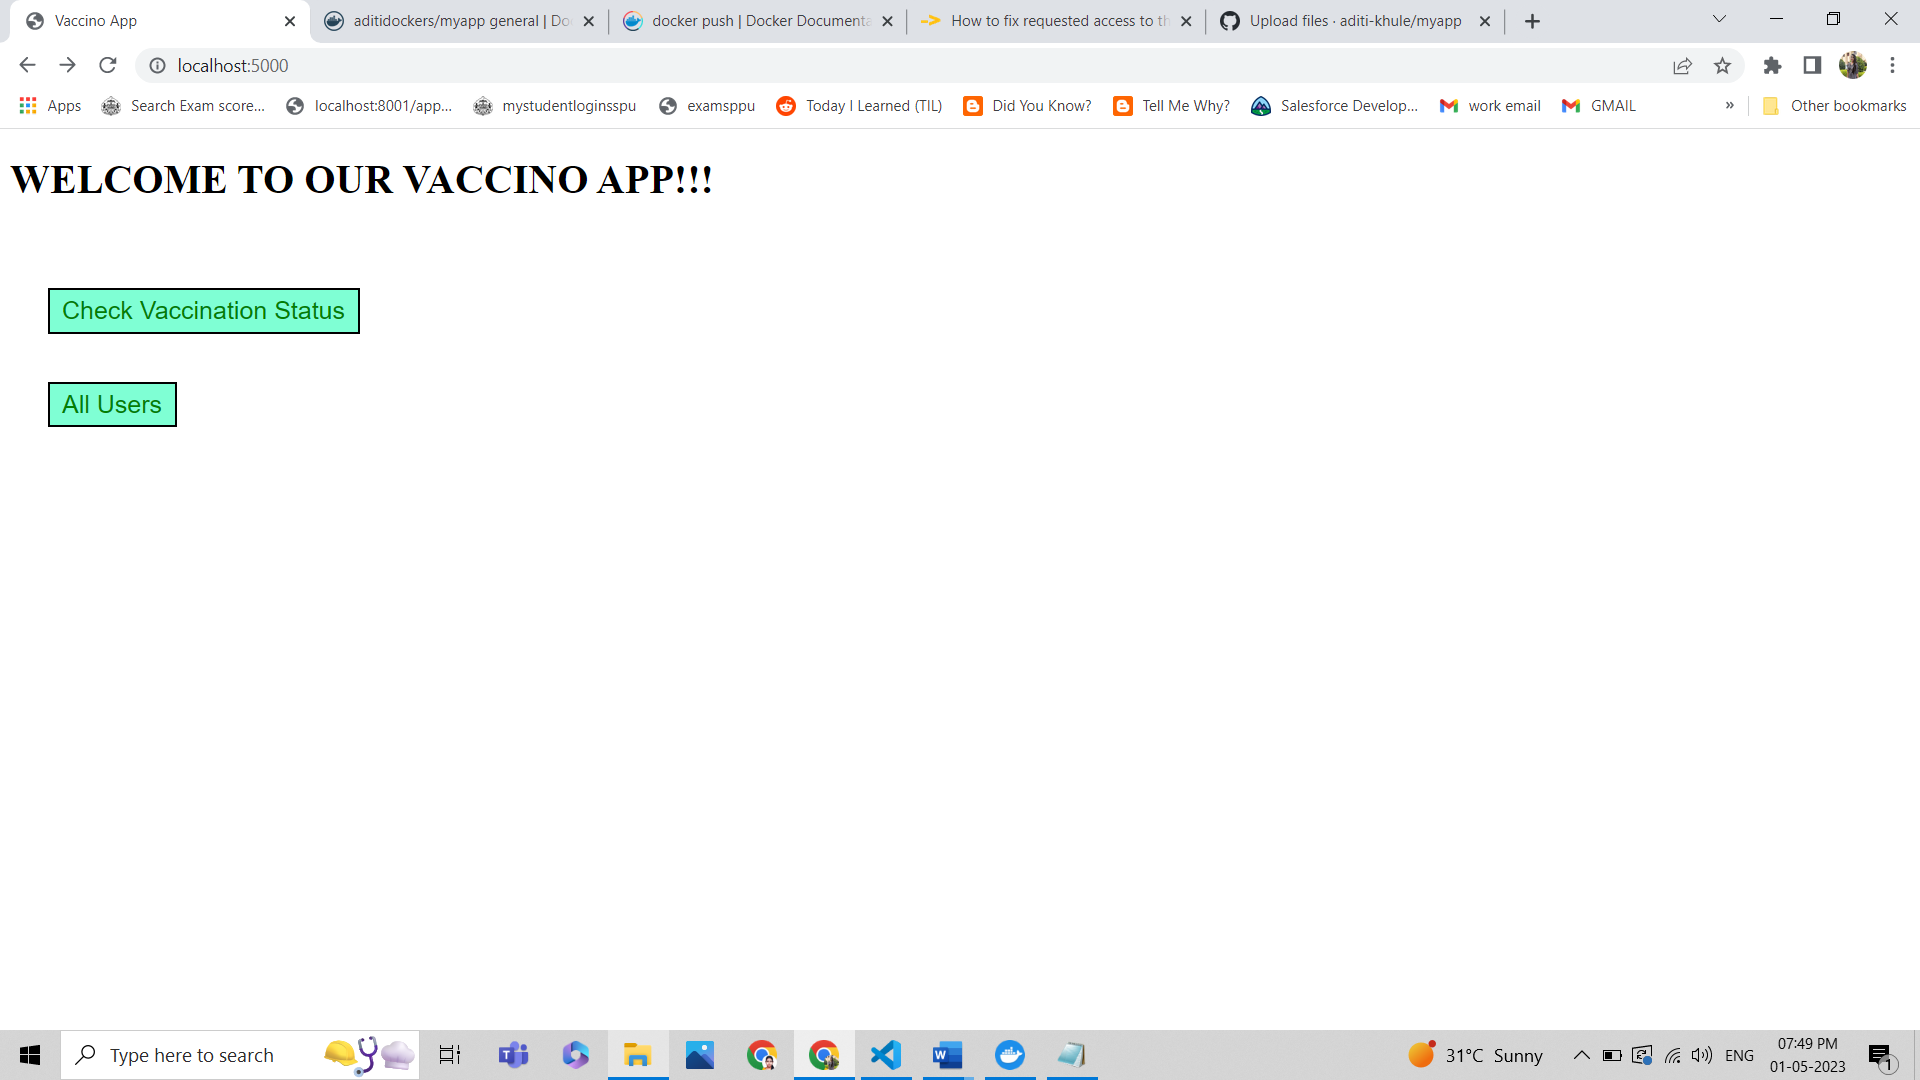 Vaccino App
aditidockers/myapp general | Do
docker push | Docker Documenta
How to fix requested access to th
Upload files · aditi-khule/myapp
localhost:5000
Apps
Search Exam score...
localhost:8001/app...
mystudentloginsspu
examsppu
Today I Learned (TIL)
Did You Know?
Tell Me Why?
Salesforce Develop...
work email
GMAIL
»
Other bookmarks
WELCOME TO OUR VACCINO APP!!!
Check Vaccination Status
All Users
Type here to search
31°C Sunny
ENG
07:49 PM
01-05-2023
1